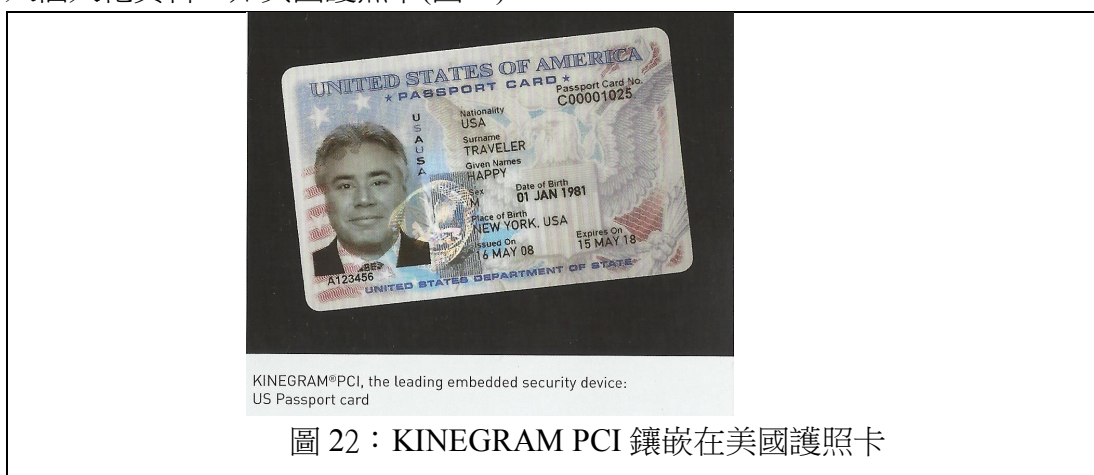 UNITED STATES OF AMERICA
★ PASSPORT CARD ★
Passport Card No.
C00001025
USAUSA
Nationality
USA
Surname
TRAVELER
Given Names
HAPPY
Sex
M
Date of Birth
01 JAN 1981
Place of Birth
NEW YORK. USA
Issued On
16 MAY 08
Expires On
15 MAY 18
A123456
UNITED STATES DEPARTMENT OF STATE
KINEGRAM®PCI, the leading embedded security device:
US Passport card
圖 22：KINEGRAM PCI 鑲嵌在美國護照卡